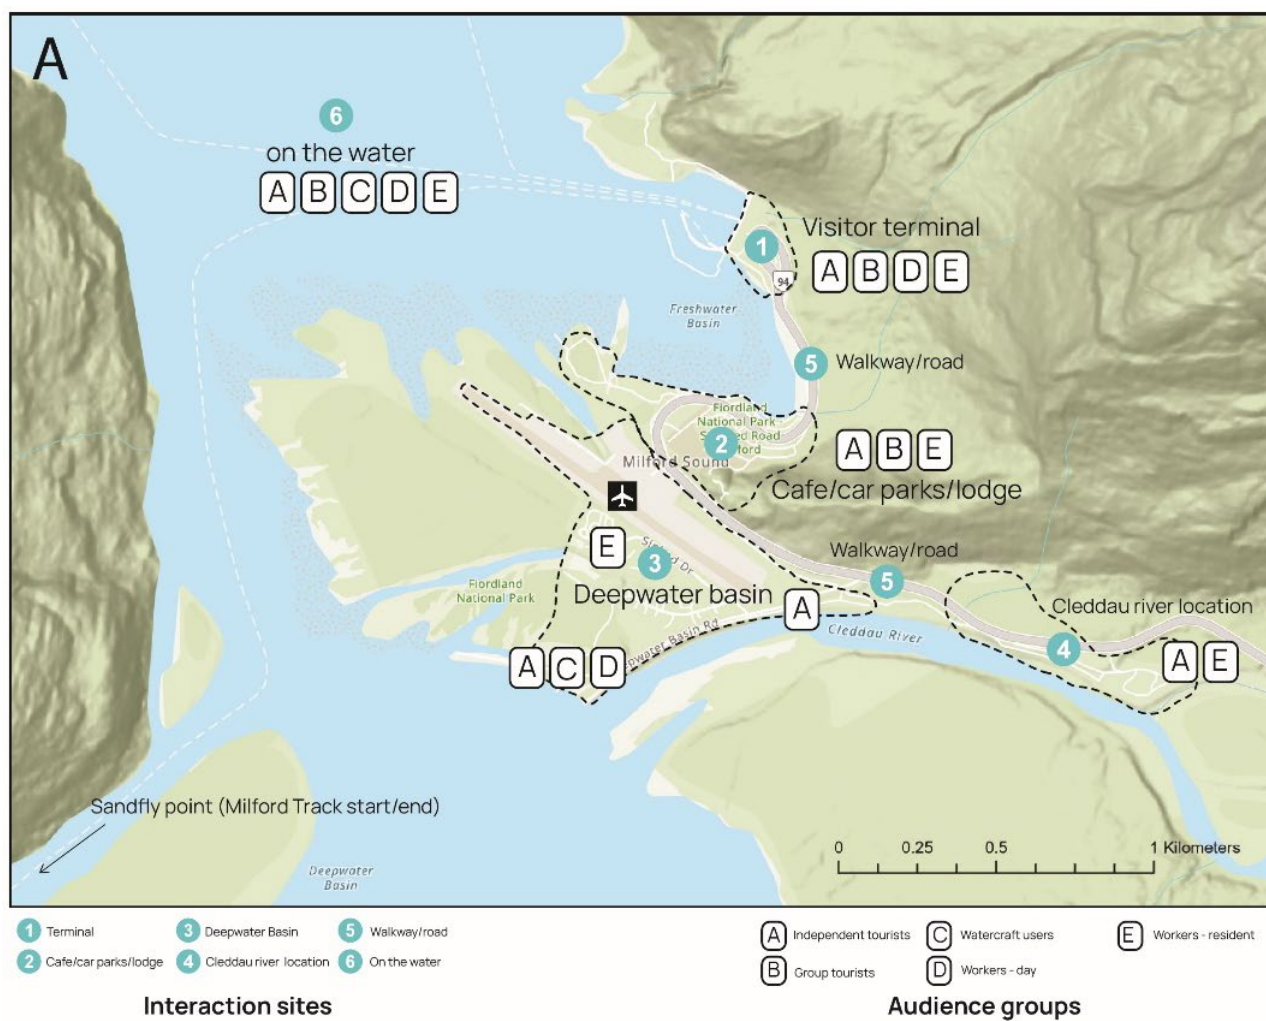 A
6
on the water
A B C D E
1
Visitor terminal
A B D E
94
Freshwater
Basin
5
Walkway/road
Fiordland
National Park -
Road
2
Milford Sound
A B E
Cafe/car parks/lodge
E
3
Dr
Deepwater basin
A
Walkway/road
5
Fiordland
National Park
Cleddau River
Cleddau river location
4
A E
A C D
Basin Rd
Sandfly point (Milford Track start/end)
Deepwater
Basin
0 0.25 0.5 1 Kilometers
1 Terminal
2 Cafe/car parks/lodge
3 Deepwater Basin
4 Cleddau river location
5 Walkway/road
6 On the water
Interaction sites
A Independent tourists
B Group tourists
C Watercraft users
D Workers - day
E Workers - resident
Audience groups